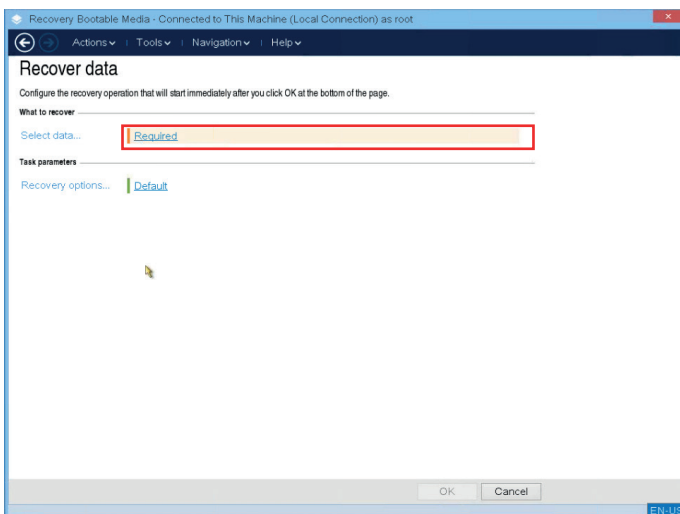 Recovery Bootable Media - Connected to This Machine (Local Connection) as root
Actions Tools Navigation Help
Recover data
Configure the recovery operation that will start immediately after you click OK at the bottom of the page.
What to recover
Select data... Required
Task parameters
Recovery options... Default
OK Cancel
EN-US